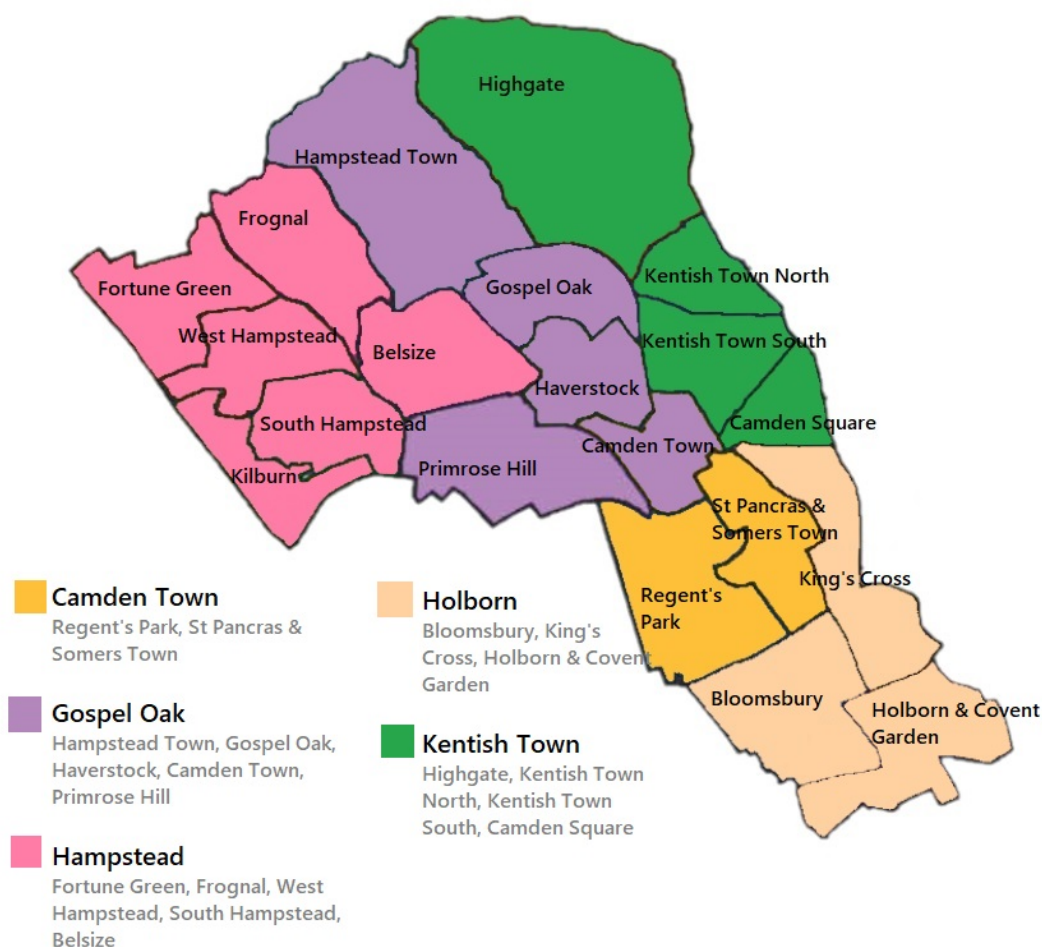 Highgate
Hampstead Town
Frognal
Kentish Town North
Fortune Green
Gospel Oak
West Hampstead
Kentish Town South
Belsize
Haverstock
South Hampstead
Camden Square
Camden Town
Primrose Hill
Kilburn
St Pancras &
Somers Town
King's Cross
Regent's
Park
Bloomsbury
Holborn & Covent
Garden
Camden Town
Regent's Park, St Pancras &
Somers Town
Gospel Oak
Hampstead Town, Gospel Oak,
Haverstock, Camden Town,
Primrose Hill
Hampstead
Fortune Green, Frognal, West
Hampstead, South Hampstead,
Belsize
Holborn
Bloomsbury, King's
Cross, Holborn & Covent
Garden
Kentish Town
Highgate, Kentish Town
North, Kentish Town
South, Camden Square